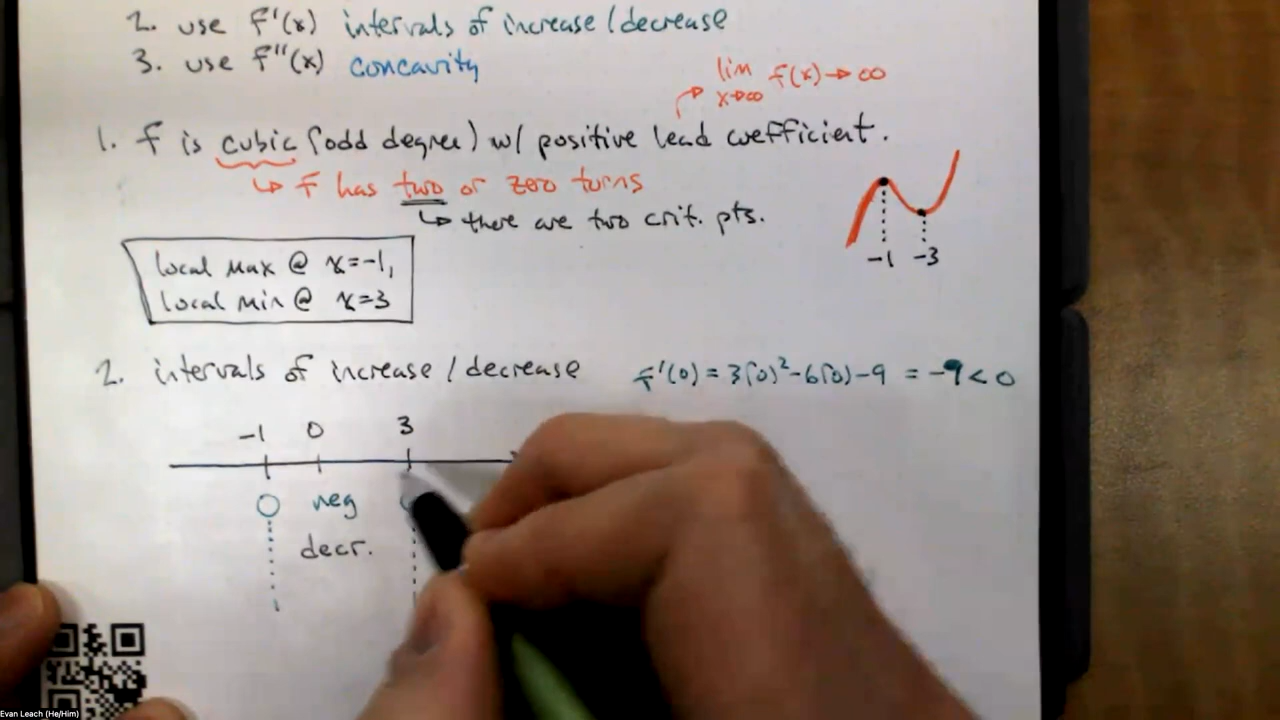 2. use f'(x) intervals of increase/decrease
3. use f''(x) concavity
lim x→∞ f(x)→∞
1. f is cubic (odd degree) w/ positive lead coefficient.
↳ f has two or zero turns
↳ there are two crit. pts.
-1 -3
local max @ x=-1,
local min @ x=3
2. intervals of increase/decrease f'(0) = 3(0)²-6(0)-9 = -9 < 0
-1 0 3
0 neg
decr.
Evan Leach (He/Him)